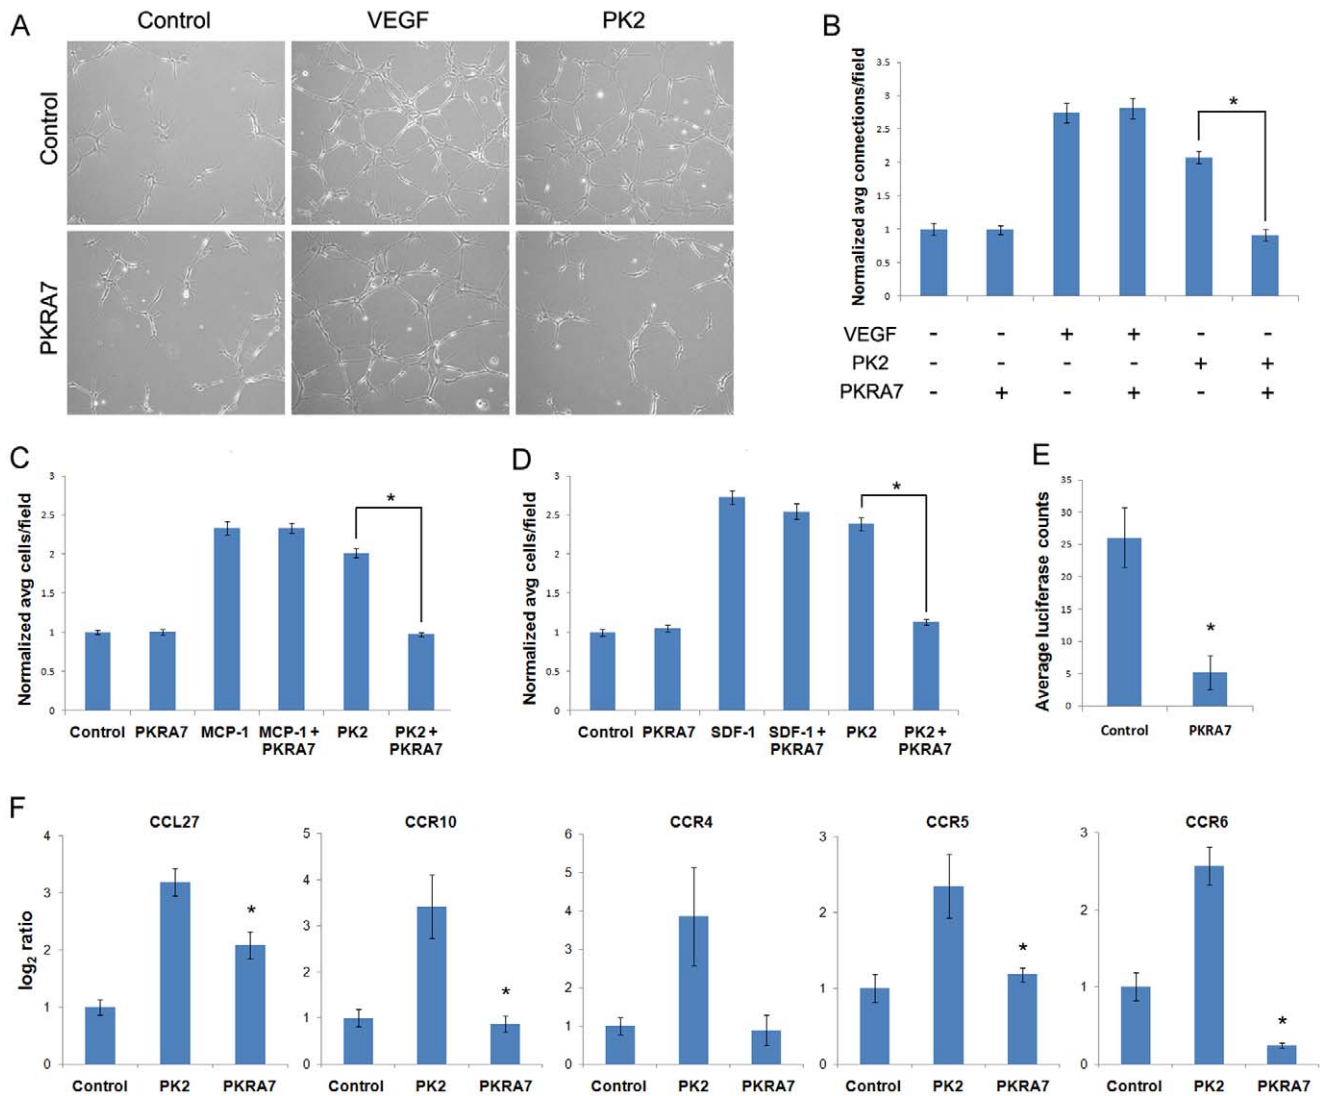 A
Control
VEGF
PK2
Control
PKRA7
B
Normalized avg connections/field
3.5
3
2.5
2
1.5
1
0.5
0
*
VEGF - - + + - -
PK2 - - - - + +
PKRA7 - + - + - +
C
Normalized avg cells/field
3
2.5
2
1.5
1
0.5
0
*
Control PKRA7 MCP-1 MCP-1 + PK2 PK2 +
PKRA7 PKRA7
D
Normalized avg cells/field
3
2.5
2
1.5
1
0.5
0
*
Control PKRA7 SDF-1 SDF-1 + PK2 PK2 +
PKRA7 PKRA7
E
Average luciferase counts
35
30
25
20
15
10
5
0
*
Control PKRA7
F
log2 ratio
CCL27
4
3
2
1
0
*
Control PK2 PKRA7
CCR10
5
4
3
2
1
0
*
Control PK2 PKRA7
CCR4
6
5
4
3
2
1
0
Control PK2 PKRA7
CCR5
3
2
1
0
*
Control PK2 PKRA7
CCR6
3
2
1
0
*
Control PK2 PKRA7